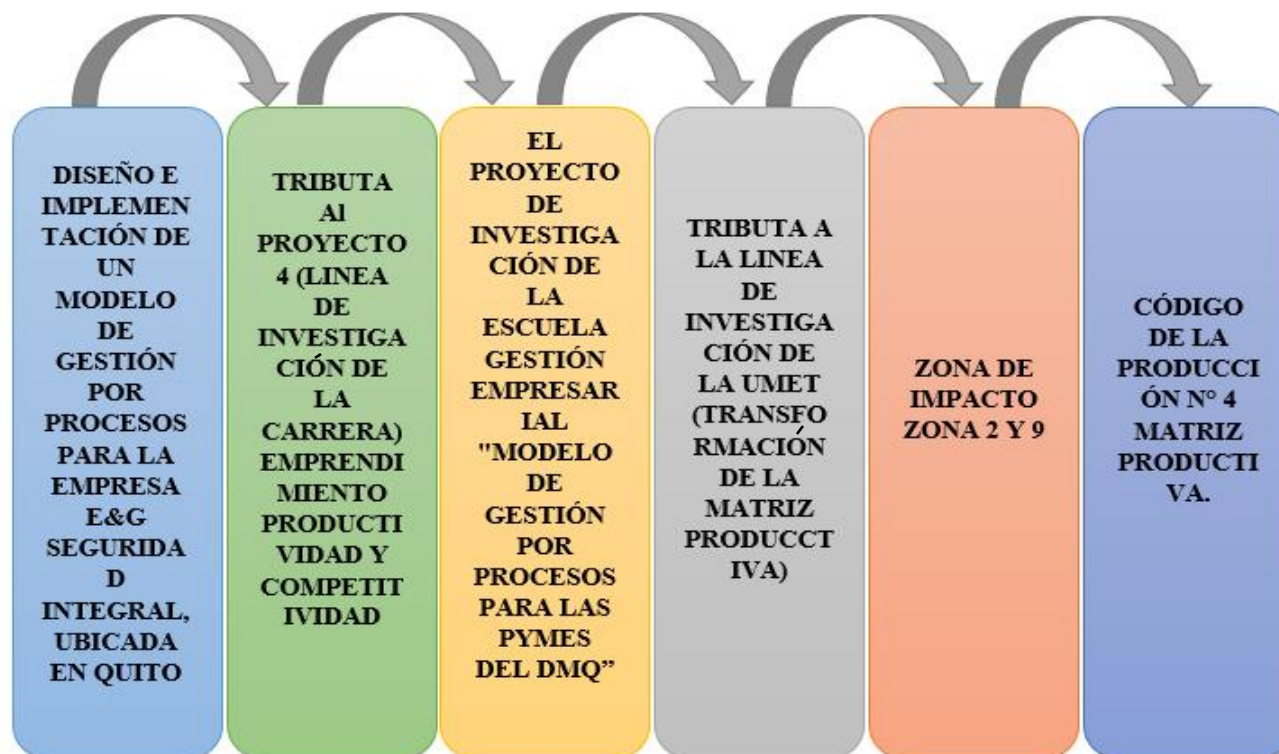 DISEÑO E
IMPLEMEN
TACIÓN DE
UN
MODELO
DE
GESTIÓN
POR
PROCESOS
PARA LA
EMPRESA
E&G
SEGURIDA
D
INTEGRAL,
UBICADA
EN QUITO
TRIBUTA
Al
PROYECTO
4 (LINEA
DE
INVESTIGA
CIÓN DE
LA
CARRERA)
EMPRENDI
MIENTO
PRODUCTI
VIDAD Y
COMPETIT
IVIDAD
EL
PROYECTO
DE
INVESTIGA
CIÓN DE
LA
ESCUELA
GESTIÓN
EMPRESAR
IAL
"MODELO
DE
GESTIÓN
POR
PROCESOS
PARA LAS
PYMES
DEL DMQ”
TRIBUTA A
LA LINEA
DE
INVESTIGA
CIÓN DE
LA UMET
(TRANSFO
RMACIÓN
DE LA
MATRIZ
PRODUCCT
IVA)
ZONA DE
IMPACTO
ZONA 2 Y 9
CÓDIGO
DE LA
PRODUCCI
ÓN N° 4
MATRIZ
PRODUCTI
VA.